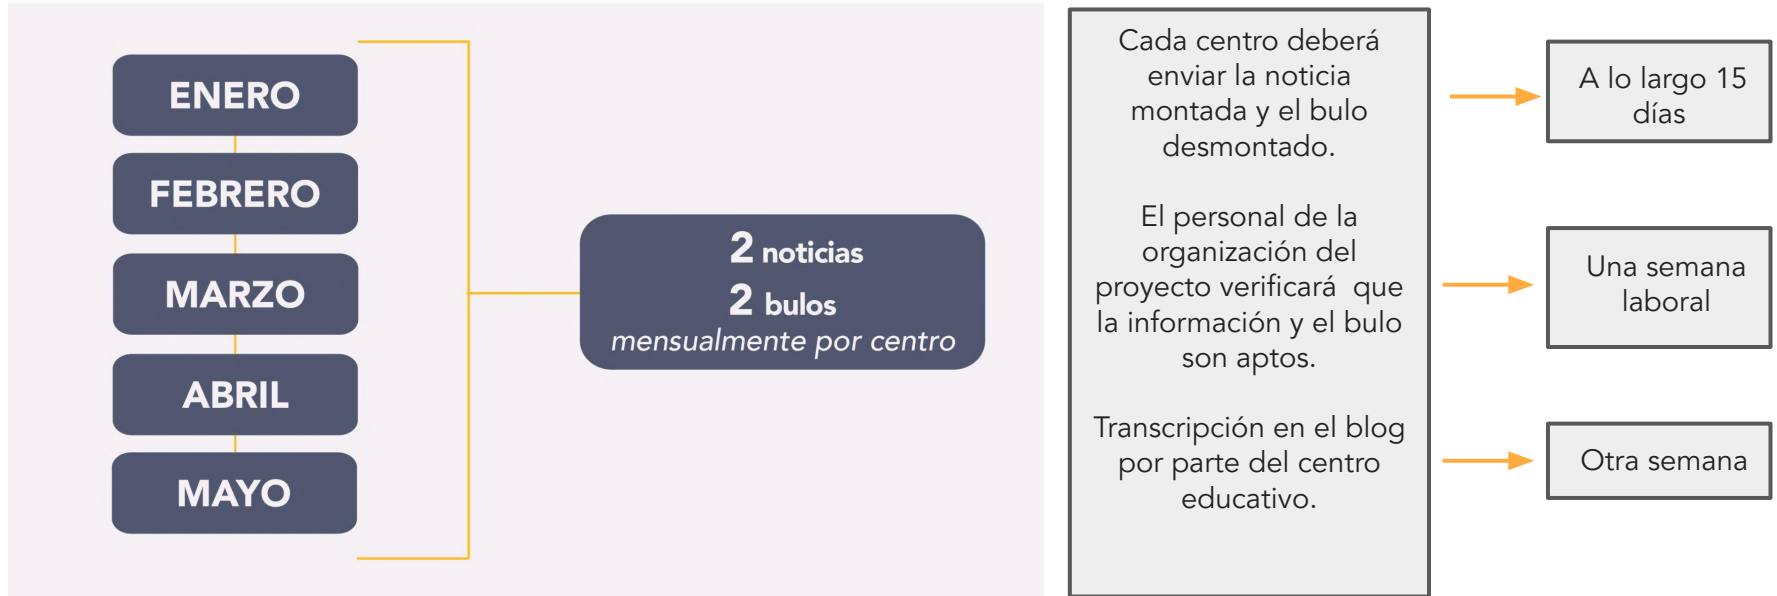 ENERO
FEBRERO
MARZO
ABRIL
MAYO
2 noticias
2 bulos
mensualmente por centro
Cada centro deberá
enviar la noticia
montada y el bulo
desmontado.
El personal de la
organización del
proyecto verificará que
la información y el bulo
son aptos.
Transcripción en el blog
por parte del centro
educativo.
A lo largo 15
días
Una semana
laboral
Otra semana